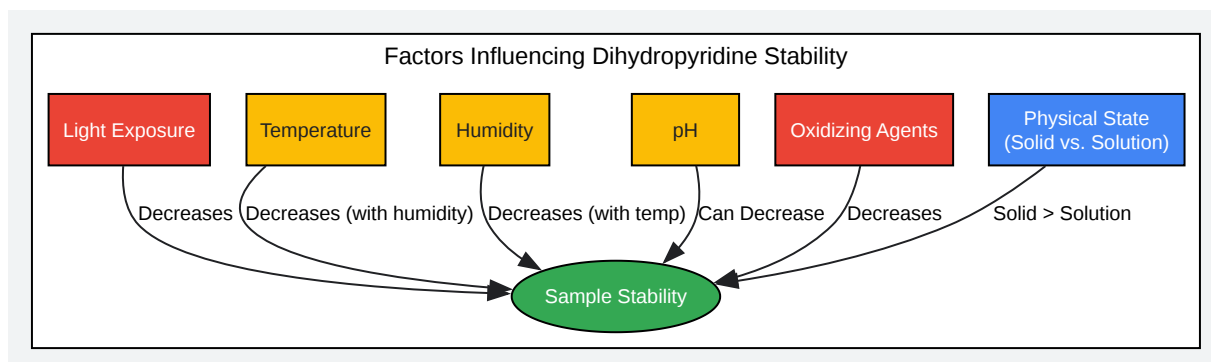 Factors Influencing Dihydropyridine Stability
Light Exposure
Temperature
Humidity
pH
Oxidizing Agents
Physical State
(Solid vs. Solution)
Decreases
Decreases (with humidity)
Decreases (with temp)
Can Decrease
Decreases
Solid > Solution
Sample Stability